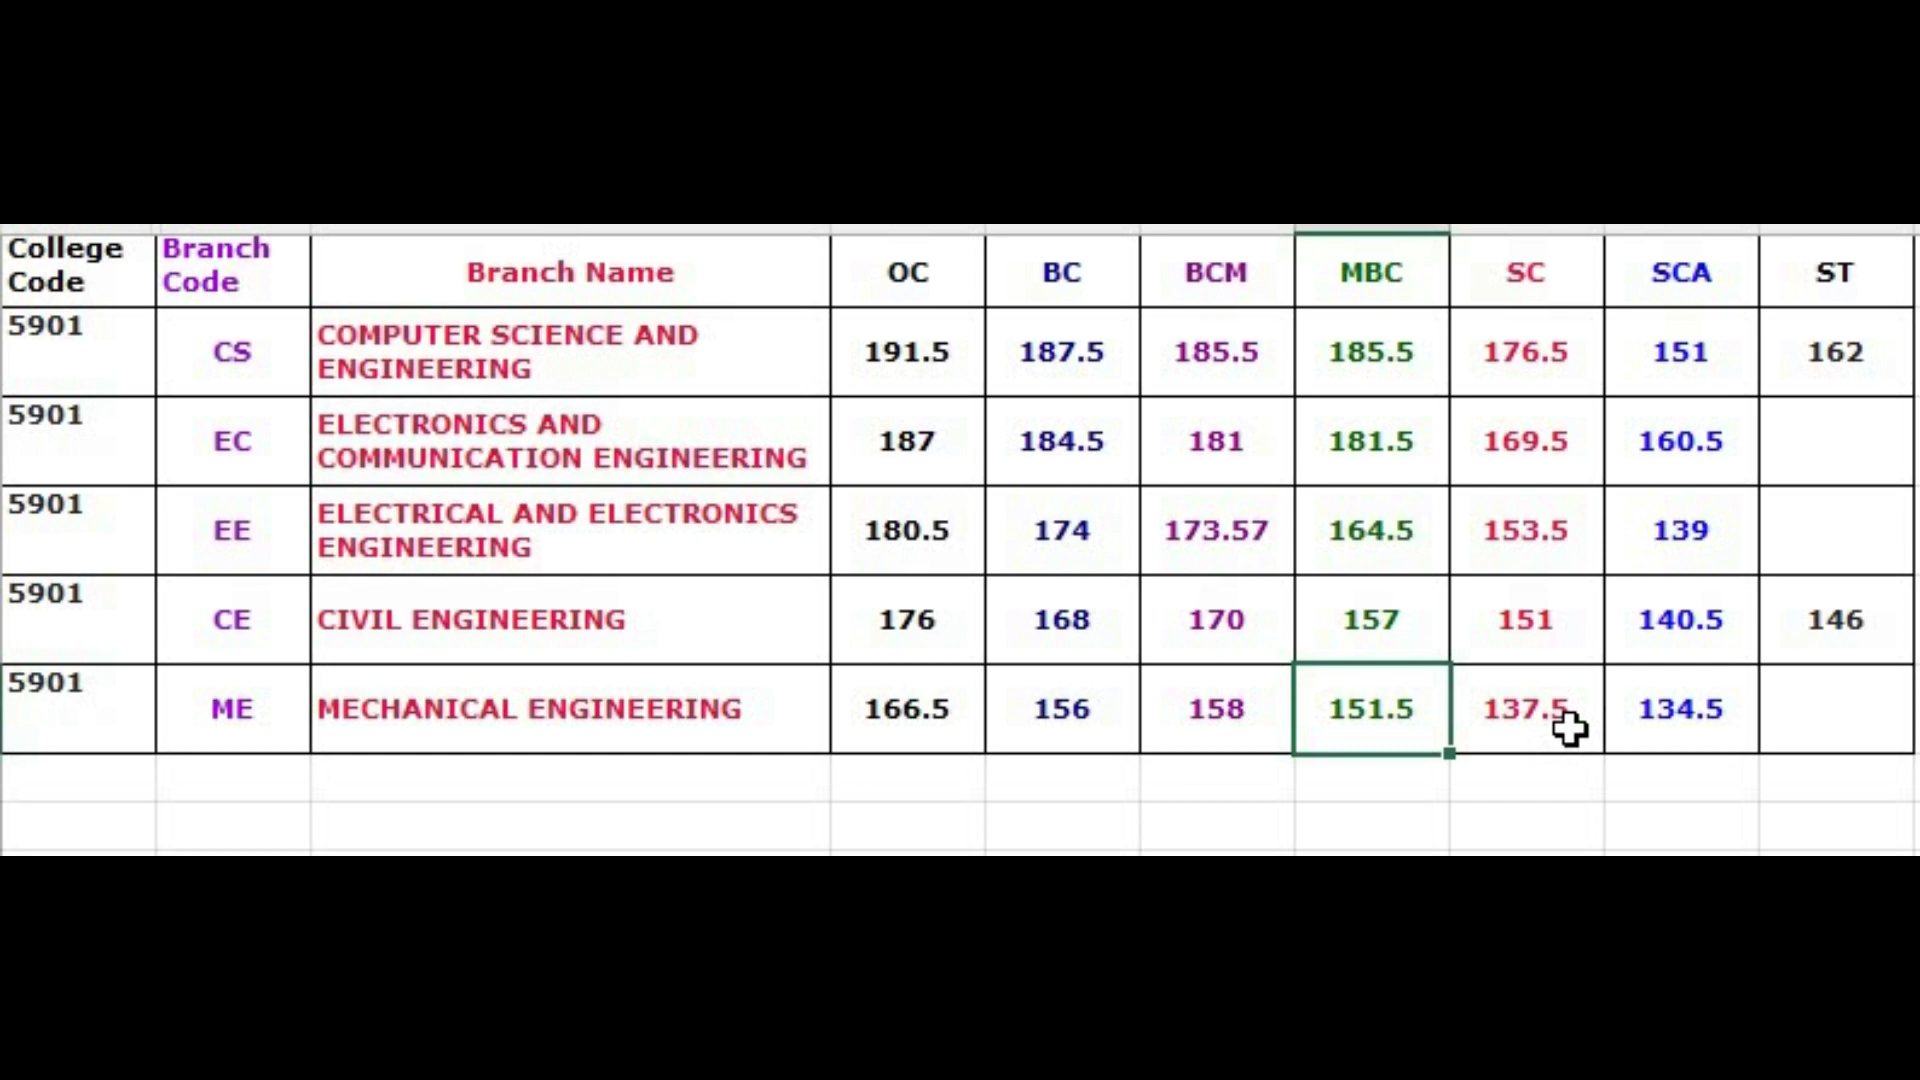 College Code Branch Code Branch Name OC BC BCM MBC SC SCA ST
5901 CS COMPUTER SCIENCE AND ENGINEERING 191.5 187.5 185.5 185.5 176.5 151 162
5901 EC ELECTRONICS AND COMMUNICATION ENGINEERING 187 184.5 181 181.5 169.5 160.5
5901 EE ELECTRICAL AND ELECTRONICS ENGINEERING 180.5 174 173.57 164.5 153.5 139
5901 CE CIVIL ENGINEERING 176 168 170 157 151 140.5 146
5901 ME MECHANICAL ENGINEERING 166.5 156 158 151.5 137.5 134.5